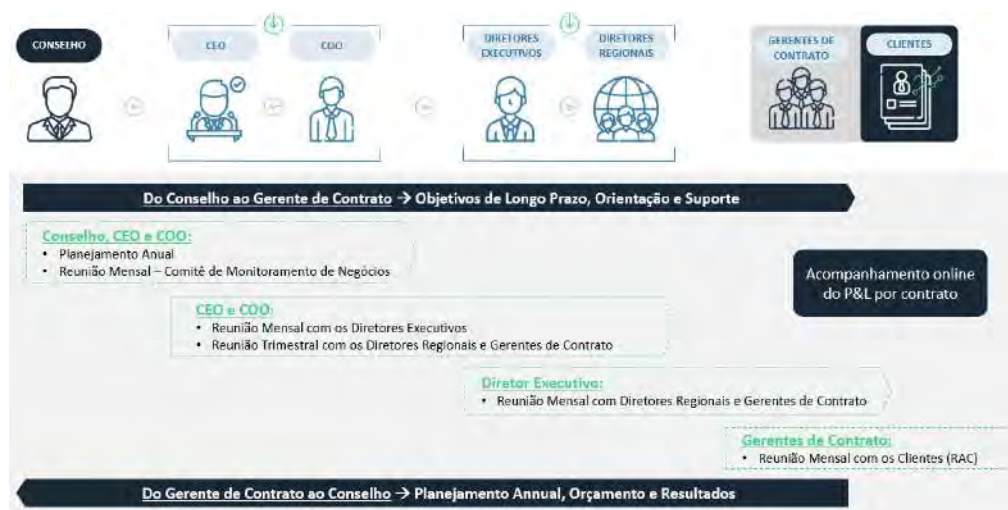 CONSELHO
CEO
COO
DIRETORES
EXECUTIVOS
DIRETORES
REGIONAIS
GERENTES DE
CONTRATO
CLIENTES
Do Conselho ao Gerente de Contrato → Objetivos de Longo Prazo, Orientação e Suporte
Conselho, CEO e COO:
• Planejamento Anual
• Reunião Mensal – Comitê de Monitoramento de Negócios
Acompanhamento online
do P&L por contrato
CEO e COO:
• Reunião Mensal com os Diretores Executivos
• Reunião Trimestral com os Diretores Regionais e Gerentes de Contrato
Diretor Executivo:
• Reunião Mensal com Diretores Regionais e Gerentes de Contrato
Gerentes de Contrato:
• Reunião Mensal com os Clientes (RAC)
Do Gerente de Contrato ao Conselho → Planejamento Annual, Orçamento e Resultados